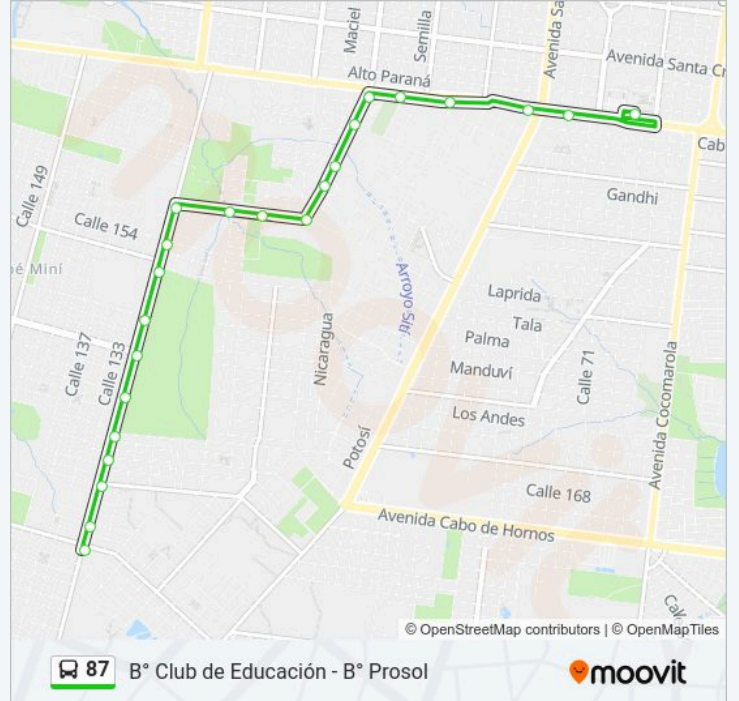 Maciel
Semilla
Avenida Sa
Avenida Santa Cr
Alto Paraná
Cab
Calle 149
Gandhi
Calle 154
é Miní
Arroyo Sití
Laprida
Tala
Palma
Manduví
Calle 71
Nicaragua
Calle 137
Calle 133
Avenida Cocomarola
Los Andes
Potosí
Calle 168
Avenida Cabo de Hornos
Cal
© OpenStreetMap contributors | © OpenMapTiles
87 B° Club de Educación - B° Prosol
moovit